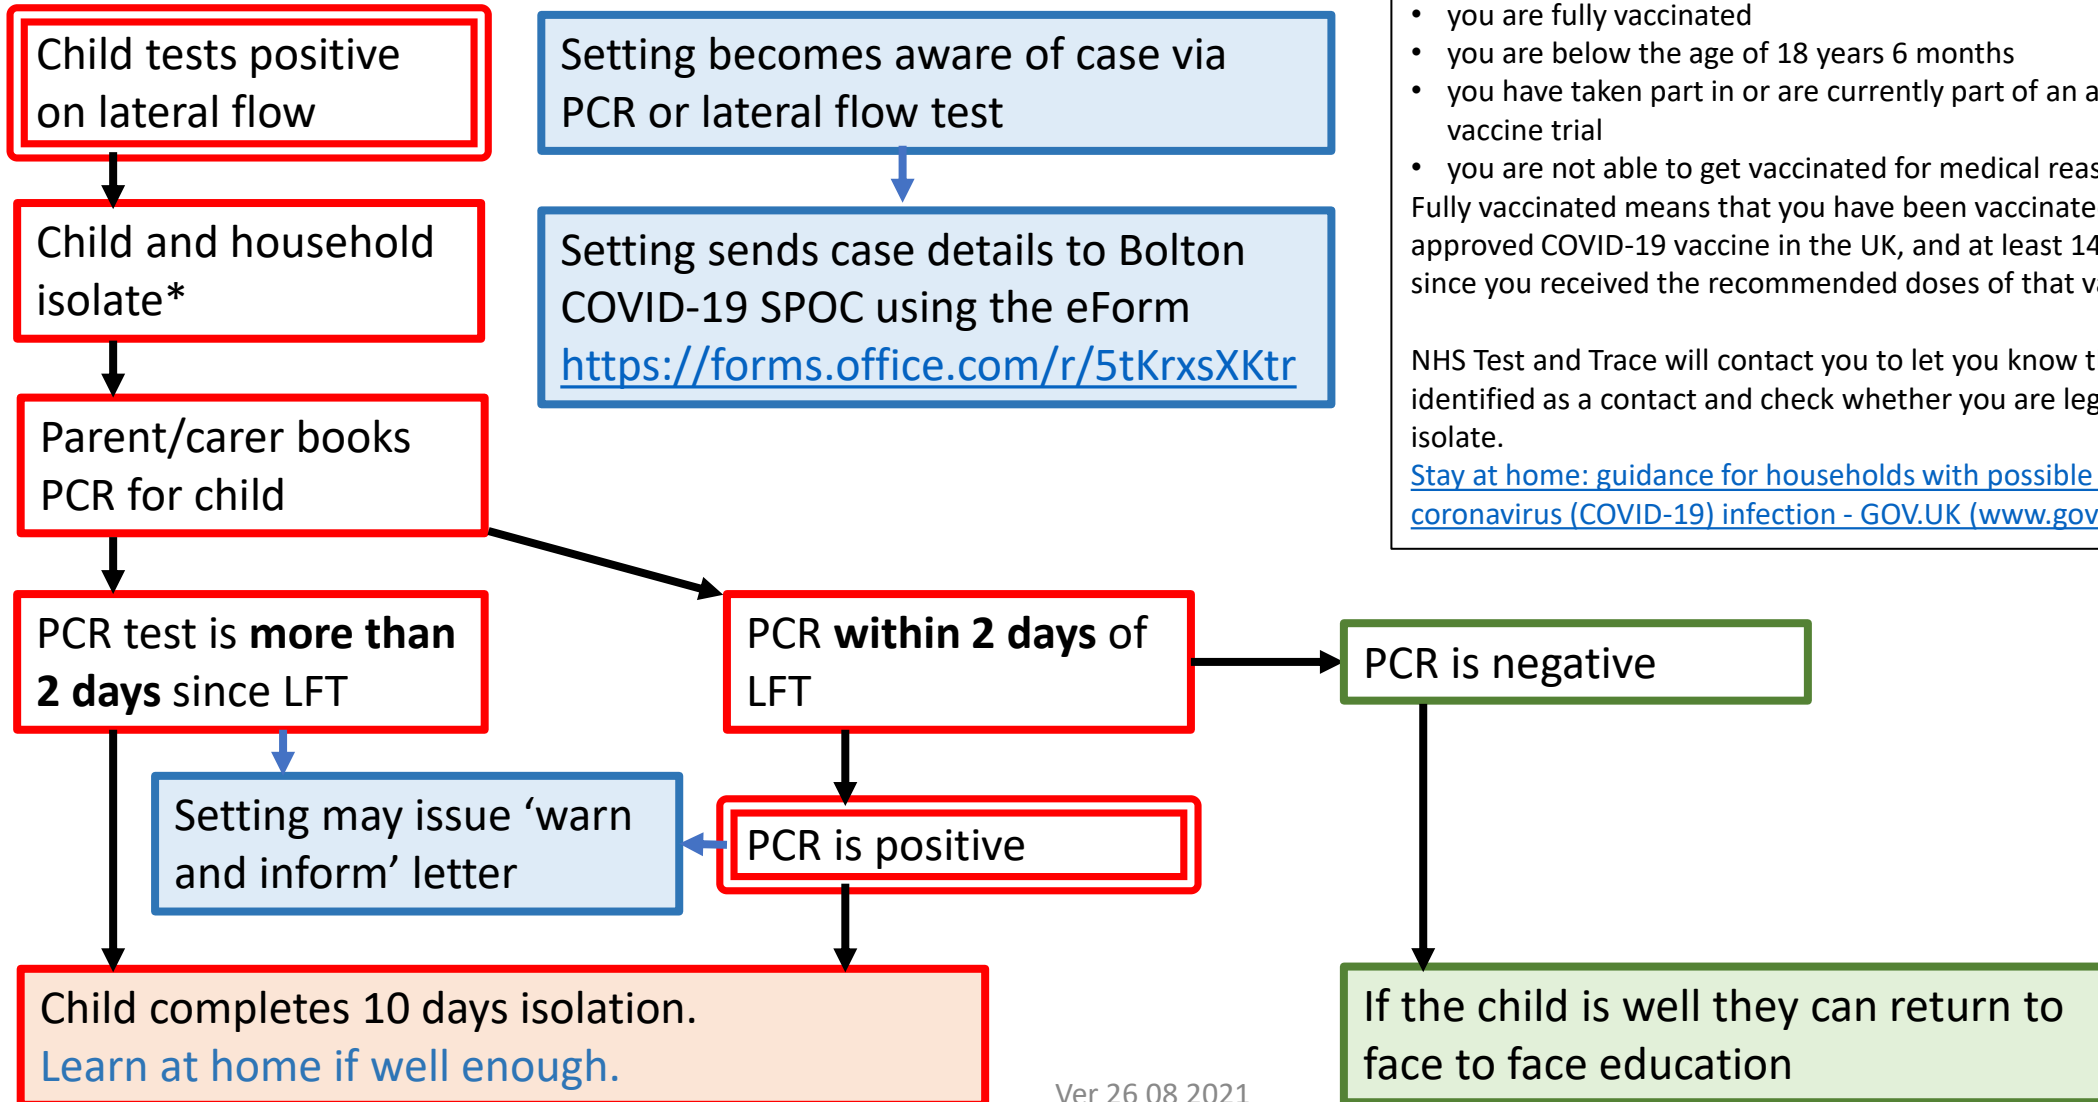 Child tests positive
on lateral flow
Setting becomes aware of case via
PCR or lateral flow test
• you are fully vaccinated
• you are below the age of 18 years 6 months
• you have taken part in or are currently part of an
vaccine trial
• you are not able to get vaccinated for medical
Fully vaccinated means that you have been
approved COVID-19 vaccine in the UK, and at least 14
since you received the recommended doses of that
NHS Test and Trace will contact you to let you know
identified as a contact and check whether you are
isolate.
Stay at home: guidance for households with possible
coronavirus (COVID-19) infection - GOV.UK (www.gov
Child and household
isolate*
Setting sends case details to Bolton
COVID-19 SPOC using the eForm
https://forms.office.com/r/5tKrxsXKtr
Parent/carer books
PCR for child
PCR test is more than
2 days since LFT
PCR within 2 days of
LFT
PCR is negative
Setting may issue ‘warn
and inform’ letter
PCR is positive
Child completes 10 days isolation.
Learn at home if well enough.
If the child is well they can return to
face to face education
Ver 26 08 2021